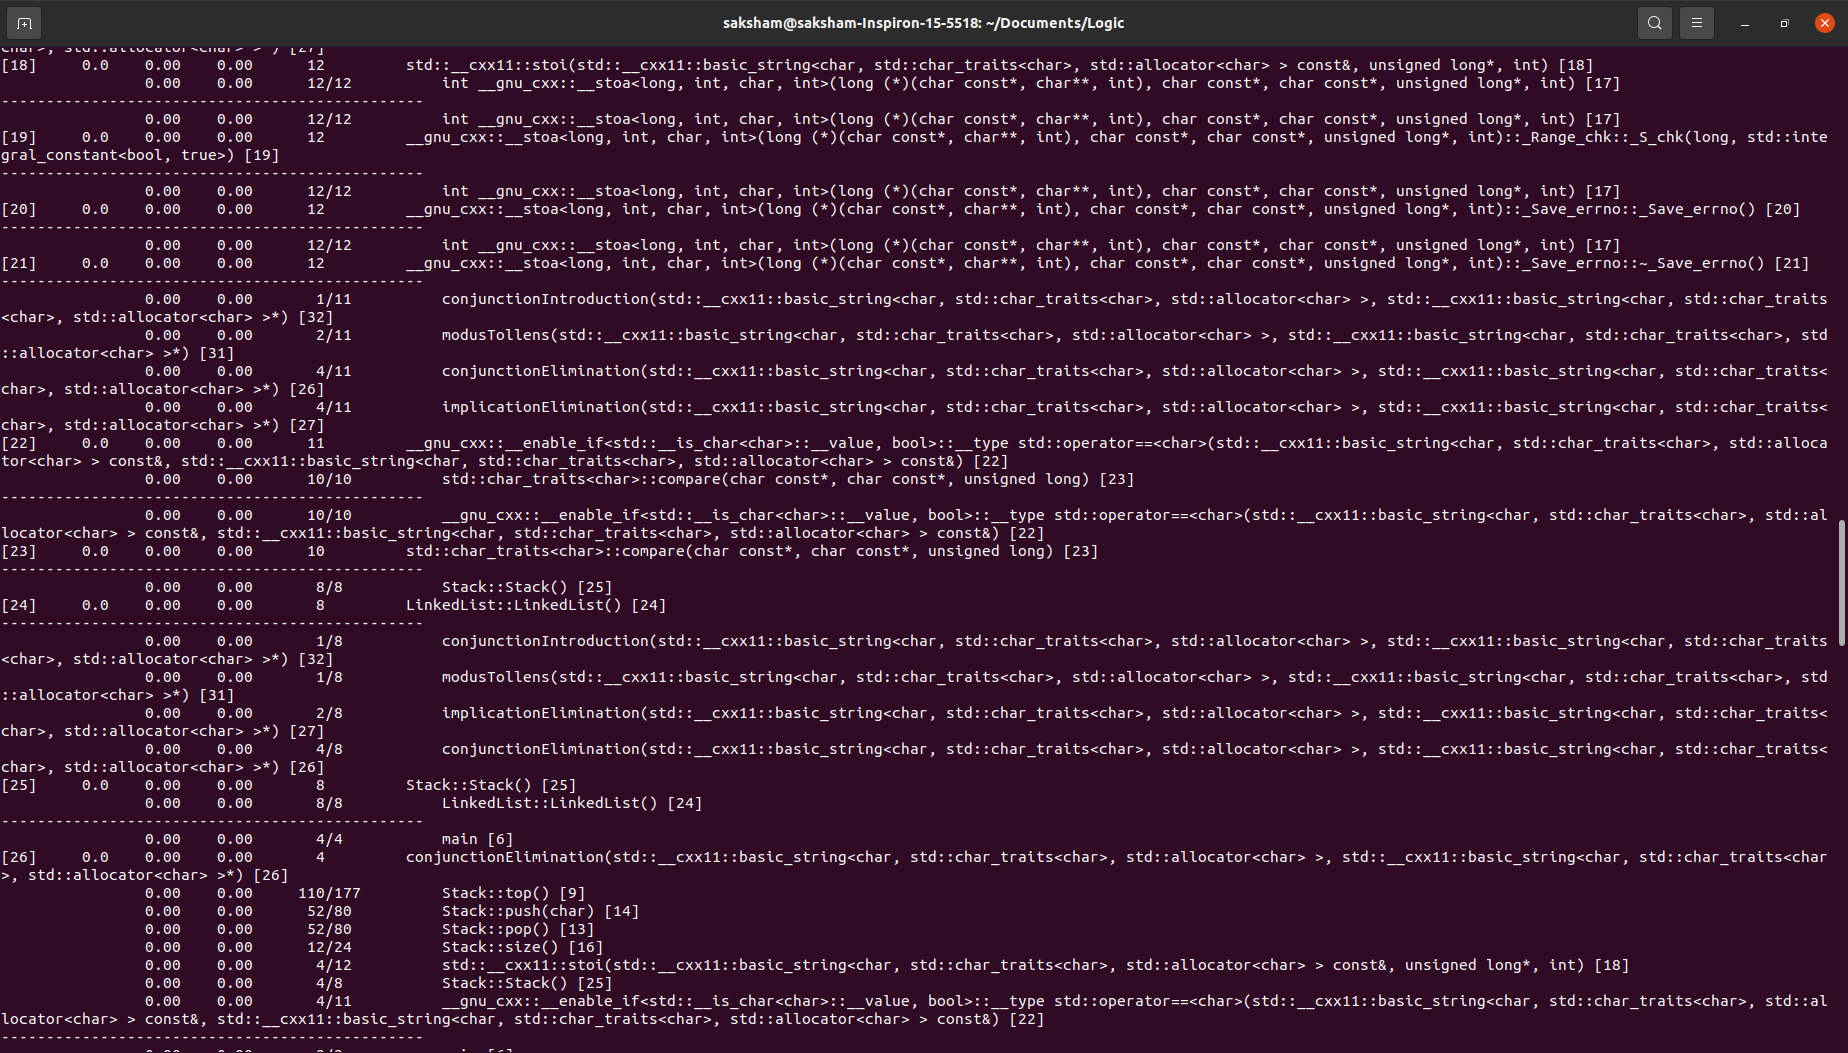 saksham@saksham-Inspiron-15-5518: ~/Documents/Logic
char>, std::allocator<char> > ) [27]
[18]     0.0    0.00    0.00      12         std::__cxx11::stoi(std::__cxx11::basic_string<char, std::char_traits<char>, std::allocator<char> > const&, unsigned long*, int) [18]
                0.00    0.00      12/12          int __gnu_cxx::__stoa<long, int, char, int>(long (*)(char const*, char**, int), char const*, char const*, unsigned long*, int) [17]
-----------------------------------------------
                0.00    0.00      12/12          int __gnu_cxx::__stoa<long, int, char, int>(long (*)(char const*, char**, int), char const*, char const*, unsigned long*, int) [17]
[19]     0.0    0.00    0.00      12         __gnu_cxx::__stoa<long, int, char, int>(long (*)(char const*, char**, int), char const*, char const*, unsigned long*, int)::_Range_chk::_S_chk(long, std::inte
gral_constant<bool, true>) [19]
-----------------------------------------------
                0.00    0.00      12/12          int __gnu_cxx::__stoa<long, int, char, int>(long (*)(char const*, char**, int), char const*, char const*, unsigned long*, int) [17]
[20]     0.0    0.00    0.00      12         __gnu_cxx::__stoa<long, int, char, int>(long (*)(char const*, char**, int), char const*, char const*, unsigned long*, int)::_Save_errno::_Save_errno() [20]
-----------------------------------------------
                0.00    0.00      12/12          int __gnu_cxx::__stoa<long, int, char, int>(long (*)(char const*, char**, int), char const*, char const*, unsigned long*, int) [17]
[21]     0.0    0.00    0.00      12         __gnu_cxx::__stoa<long, int, char, int>(long (*)(char const*, char**, int), char const*, char const*, unsigned long*, int)::_Save_errno::~_Save_errno() [21]
-----------------------------------------------
                0.00    0.00       1/11          conjunctionIntroduction(std::__cxx11::basic_string<char, std::char_traits<char>, std::allocator<char> >, std::__cxx11::basic_string<char, std::char_traits
<char>, std::allocator<char> >*) [32]
                0.00    0.00       2/11          modusTollens(std::__cxx11::basic_string<char, std::char_traits<char>, std::allocator<char> >, std::__cxx11::basic_string<char, std::char_traits<char>, std
::allocator<char> >*) [31]
                0.00    0.00       4/11          conjunctionElimination(std::__cxx11::basic_string<char, std::char_traits<char>, std::allocator<char> >, std::__cxx11::basic_string<char, std::char_traits<
char>, std::allocator<char> >*) [26]
                0.00    0.00       4/11          implicationElimination(std::__cxx11::basic_string<char, std::char_traits<char>, std::allocator<char> >, std::__cxx11::basic_string<char, std::char_traits<
char>, std::allocator<char> >*) [27]
[22]     0.0    0.00    0.00      11         __gnu_cxx::__enable_if<std::__is_char<char>::__value, bool>::__type std::operator==<char>(std::__cxx11::basic_string<char, std::char_traits<char>, std::alloca
tor<char> > const&, std::__cxx11::basic_string<char, std::char_traits<char>, std::allocator<char> > const&) [22]
                0.00    0.00      10/10          std::char_traits<char>::compare(char const*, char const*, unsigned long) [23]
-----------------------------------------------
                0.00    0.00      10/10          __gnu_cxx::__enable_if<std::__is_char<char>::__value, bool>::__type std::operator==<char>(std::__cxx11::basic_string<char, std::char_traits<char>, std::al
locator<char> > const&, std::__cxx11::basic_string<char, std::char_traits<char>, std::allocator<char> > const&) [22]
[23]     0.0    0.00    0.00      10         std::char_traits<char>::compare(char const*, char const*, unsigned long) [23]
-----------------------------------------------
                0.00    0.00       8/8           Stack::Stack() [25]
[24]     0.0    0.00    0.00       8         LinkedList::LinkedList() [24]
-----------------------------------------------
                0.00    0.00       1/8           conjunctionIntroduction(std::__cxx11::basic_string<char, std::char_traits<char>, std::allocator<char> >, std::__cxx11::basic_string<char, std::char_traits
<char>, std::allocator<char> >*) [32]
                0.00    0.00       1/8           modusTollens(std::__cxx11::basic_string<char, std::char_traits<char>, std::allocator<char> >, std::__cxx11::basic_string<char, std::char_traits<char>, std
::allocator<char> >*) [31]
                0.00    0.00       2/8           implicationElimination(std::__cxx11::basic_string<char, std::char_traits<char>, std::allocator<char> >, std::__cxx11::basic_string<char, std::char_traits<
char>, std::allocator<char> >*) [27]
                0.00    0.00       4/8           conjunctionElimination(std::__cxx11::basic_string<char, std::char_traits<char>, std::allocator<char> >, std::__cxx11::basic_string<char, std::char_traits<
char>, std::allocator<char> >*) [26]
[25]     0.0    0.00    0.00       8         Stack::Stack() [25]
                0.00    0.00       8/8           LinkedList::LinkedList() [24]
-----------------------------------------------
                0.00    0.00       4/4           main [6]
[26]     0.0    0.00    0.00       4         conjunctionElimination(std::__cxx11::basic_string<char, std::char_traits<char>, std::allocator<char> >, std::__cxx11::basic_string<char, std::char_traits<char
>, std::allocator<char> >*) [26]
                0.00    0.00     110/177         Stack::top() [9]
                0.00    0.00      52/80          Stack::push(char) [14]
                0.00    0.00      52/80          Stack::pop() [13]
                0.00    0.00      12/24          Stack::size() [16]
                0.00    0.00       4/12          std::__cxx11::stoi(std::__cxx11::basic_string<char, std::char_traits<char>, std::allocator<char> > const&, unsigned long*, int) [18]
                0.00    0.00       4/8           Stack::Stack() [25]
                0.00    0.00       4/11          __gnu_cxx::__enable_if<std::__is_char<char>::__value, bool>::__type std::operator==<char>(std::__cxx11::basic_string<char, std::char_traits<char>, std::al
locator<char> > const&, std::__cxx11::basic_string<char, std::char_traits<char>, std::allocator<char> > const&) [22]
-----------------------------------------------